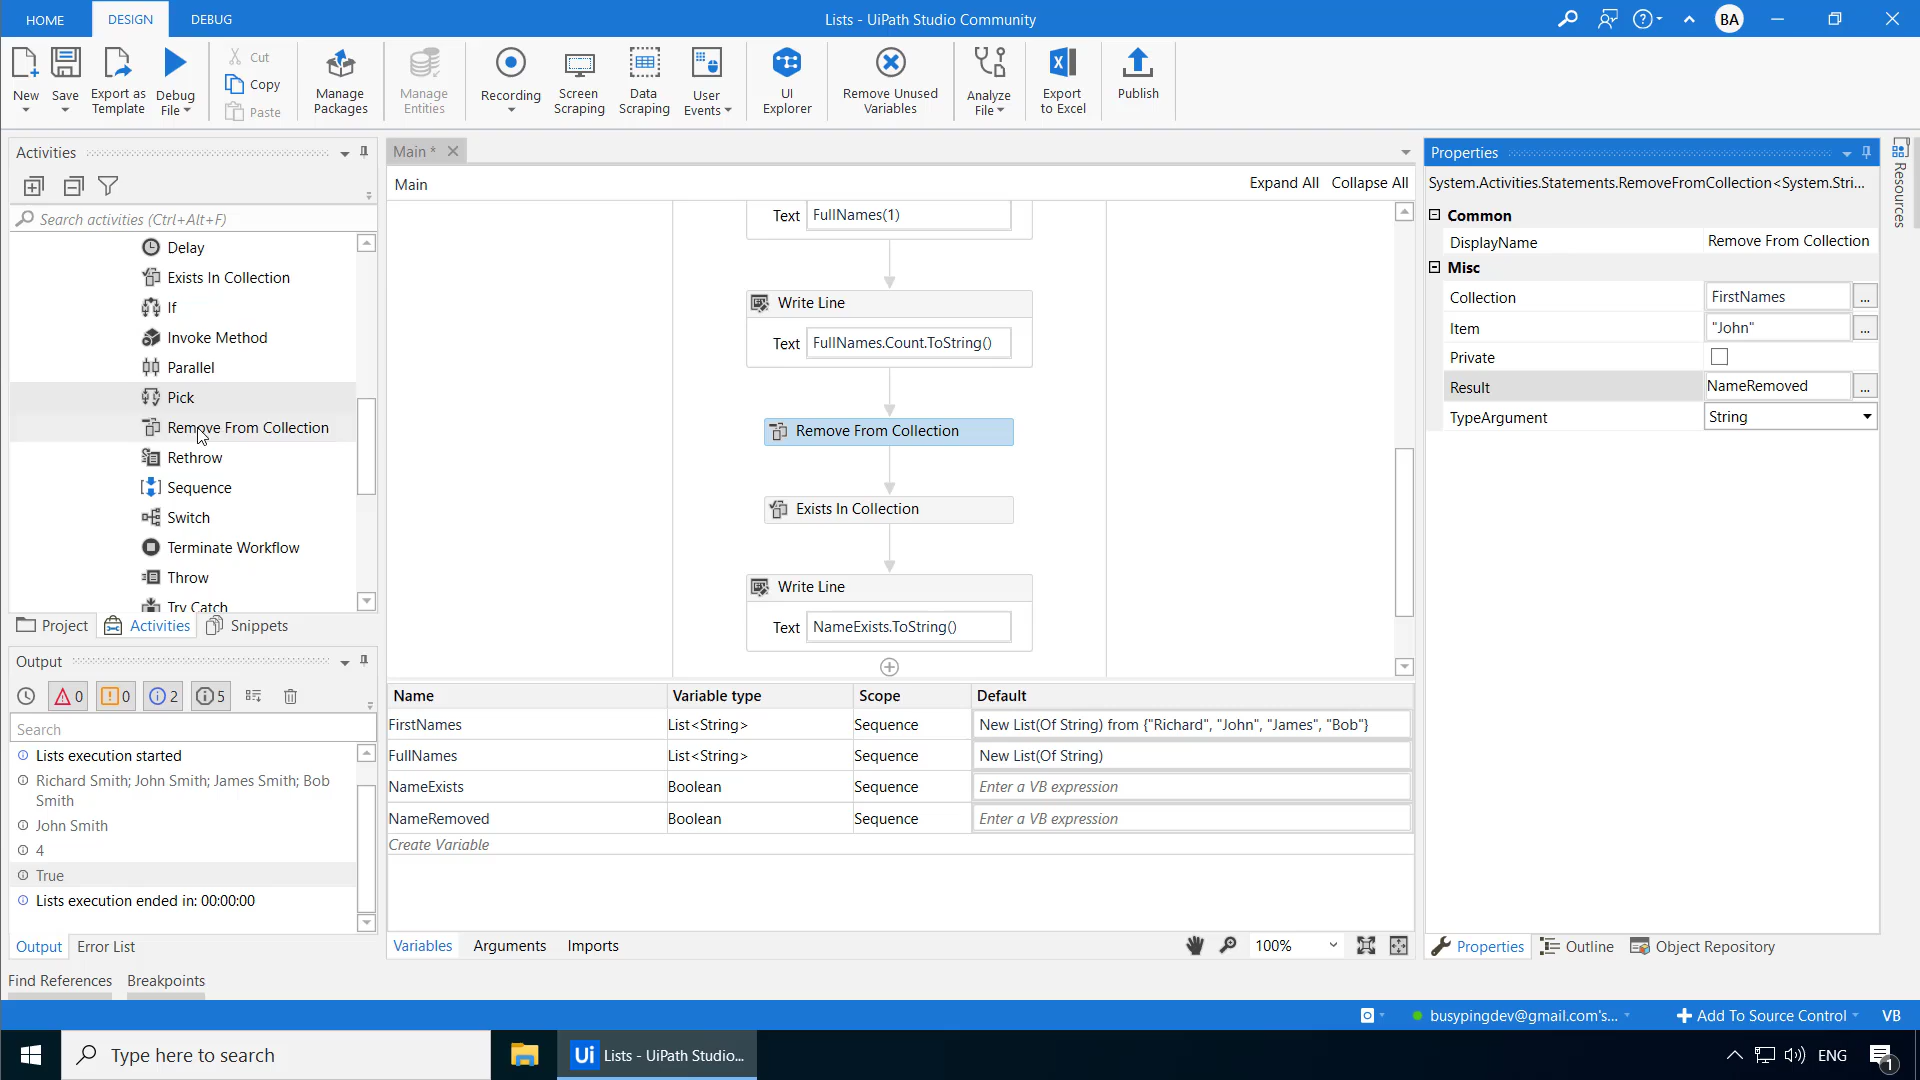 HOME
DESIGN
DEBUG
Lists - UiPath Studio Community
BA
New
Save
Export as
Template
Debug
File
Cut
Copy
Paste
Manage
Packages
Manage
Entities
Recording
Screen
Scraping
Data
Scraping
User
Events
UI
Explorer
Remove Unused
Variables
Analyze
File
Export
to Excel
Publish
Activities
Search activities (Ctrl+Alt+F)
Delay
Exists In Collection
If
Invoke Method
Parallel
Pick
Remove From Collection
Rethrow
Sequence
Switch
Terminate Workflow
Throw
Try Catch
Project
Activities
Snippets
Output
0
0
2
5
Search
Lists execution started
Richard Smith; John Smith; James Smith; Bob
Smith
John Smith
4
True
Lists execution ended in: 00:00:00
Output
Error List
Find References
Breakpoints
Main *
Main
Expand All
Collapse All
Text
FullNames(1)
Write Line
Text
FullNames.Count.ToString()
Remove From Collection
Exists In Collection
Write Line
Text
NameExists.ToString()
Name
Variable type
Scope
Default
FirstNames
List<String>
Sequence
New List(Of String) from {"Richard", "John", "James", "Bob"}
FullNames
List<String>
Sequence
New List(Of String)
NameExists
Boolean
Sequence
Enter a VB expression
NameRemoved
Boolean
Sequence
Enter a VB expression
Create Variable
Variables
Arguments
Imports
100%
Properties
System.Activities.Statements.RemoveFromCollection<System.Stri...
Common
DisplayName
Remove From Collection
Misc
Collection
FirstNames
...
Item
"John"
...
Private
Result
NameRemoved
...
TypeArgument
String
Properties
Outline
Object Repository
Resources
busypingdev@gmail.com's...
Add To Source Control
VB
Type here to search
Ui
Lists - UiPath Studio...
ENG
1